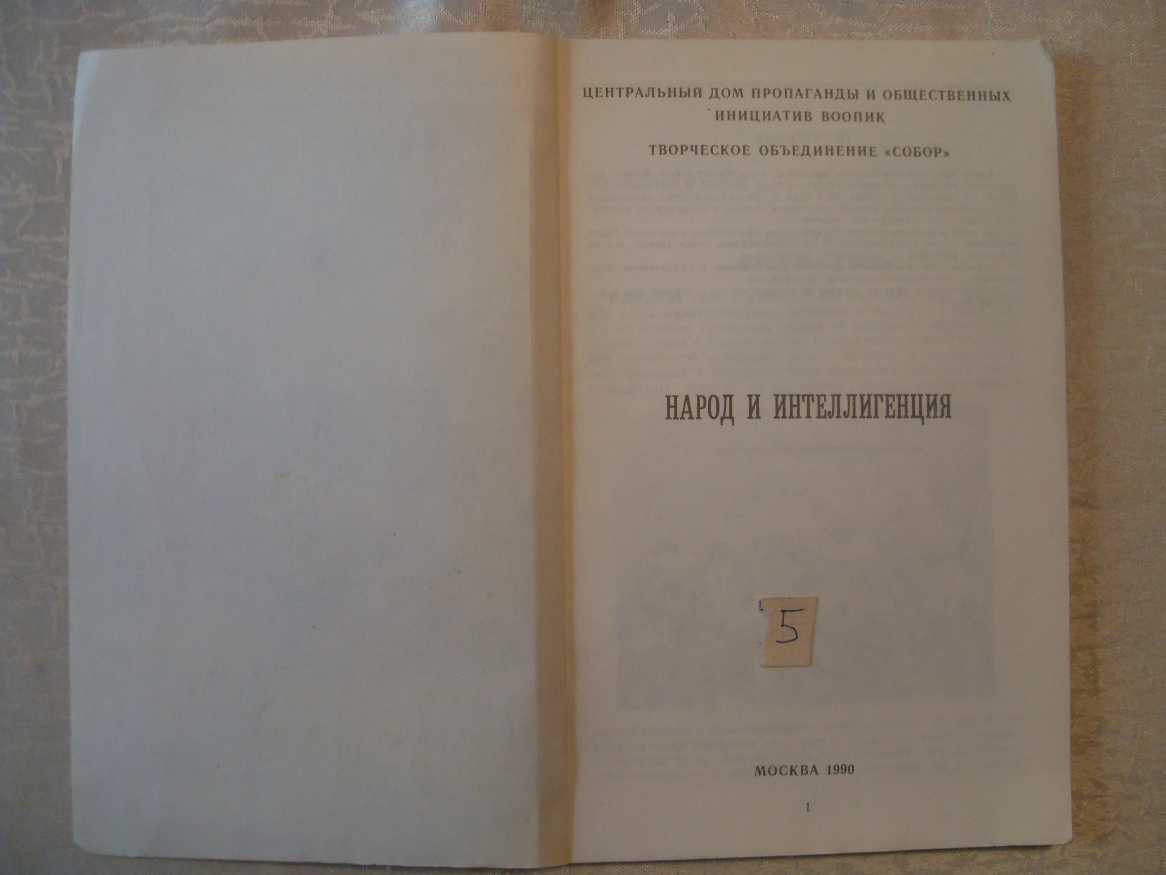 ЦЕНТРАЛЬНЫЙ ДОМ ПРОПАГАНДЫ И ОБЩЕСТВЕННЫХ
ИНИЦИАТИВ ВООПИК
ТВОРЧЕСКОЕ ОБЪЕДИНЕНИЕ «СОБОР»
НАРОД И ИНТЕЛЛИГЕНЦИЯ
5
МОСКВА 1990
1